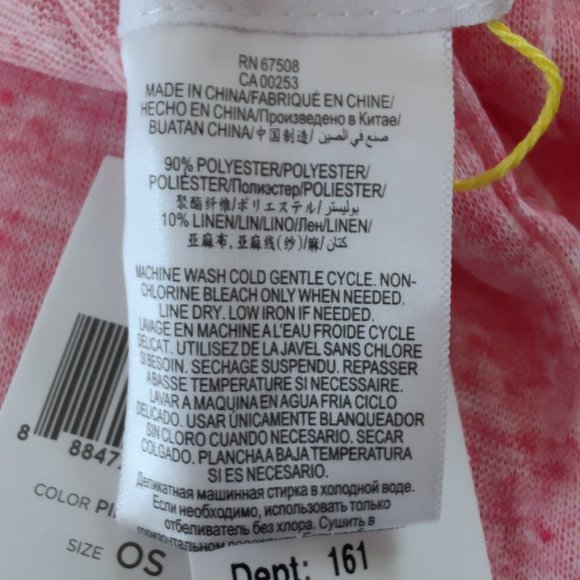 RN 67508
CA 00253
MADE IN CHINA/FABRIQUÉ EN CHINE/
HECHO EN CHINA/Произведено в Китае/
BUATAN CHINA/中国制造/صنع في الصين
90% POLYESTER/POLYESTER/
POLIÉSTER/Полиэстер/POLIESTER/
聚酯纤维/ポリエステル/بوليستر
10% LINEN/LIN/LINO/Лен/LINEN/
亚麻布, 亚麻线(纱)/麻/كتان
MACHINE WASH COLD GENTLE CYCLE. NON-
CHLORINE BLEACH ONLY WHEN NEEDED.
LINE DRY. LOW IRON IF NEEDED.
LAVAGE EN MACHINE A L'EAU FROIDE CYCLE
DELICAT. UTILISEZ DE LA JAVEL SANS CHLORE
SI BESOIN. SECHAGE SUSPENDU. REPASSER
A BASSE TEMPERATURE SI NECESSAIRE.
LAVAR A MAQUINA EN AGUA FRIA CICLO
DELICADO. USAR ÚNICAMENTE BLANQUEADOR
SIN CLORO CUANDO NECESARIO. SECAR
COLGADO. PLANCHA A BAJA TEMPERATURA
SI ES NECESARIO.
Деликатная машинная стирка в холодной воде.
Если необходимо, использовать только
отбеливатель без хлора. Сушить в
горизонтальном положении. Если
8 8847
COLOR
SIZE OS
Dept: 161